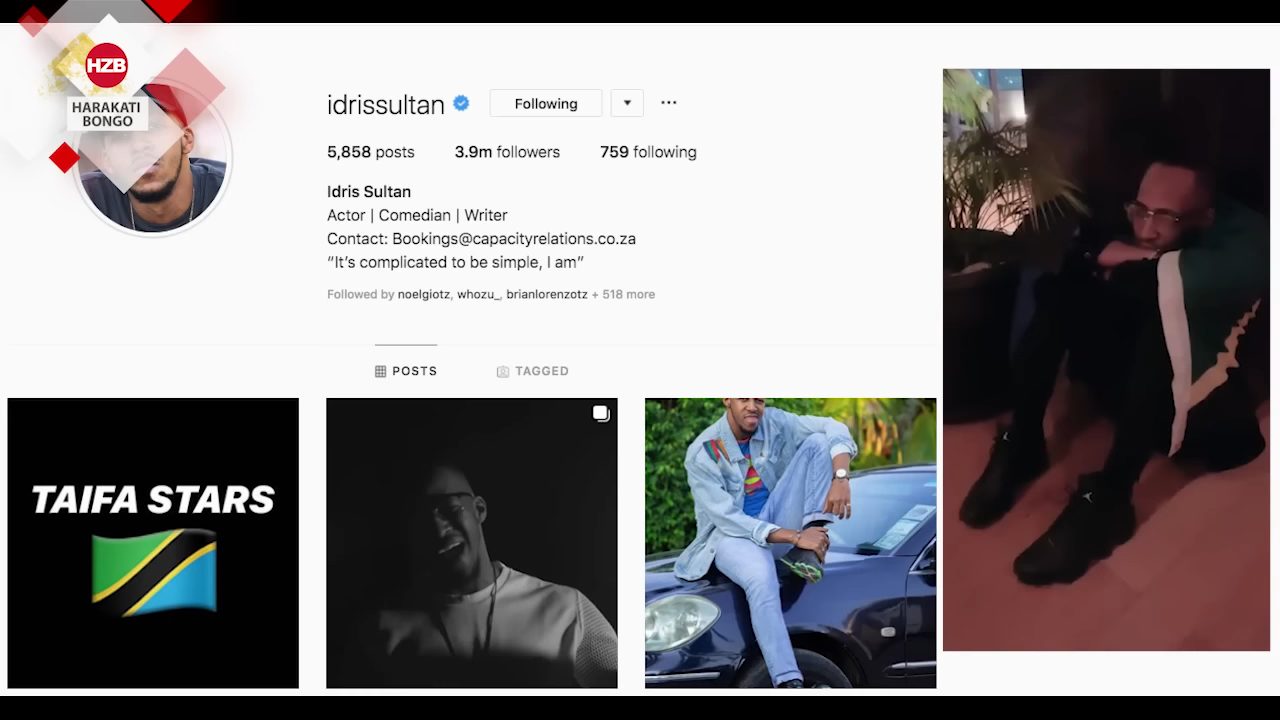 HZB
HARAKATI
BONGO
idrissultan
Following
5,858 posts 3.9m followers 759 following
Idris Sultan
Actor | Comedian | Writer
Contact: Bookings@capacityrelations.co.za
“It’s complicated to be simple, I am”
Followed by noelgiotz, whozu_, brianlorenzotz + 518 more
POSTS TAGGED
TAIFA STARS